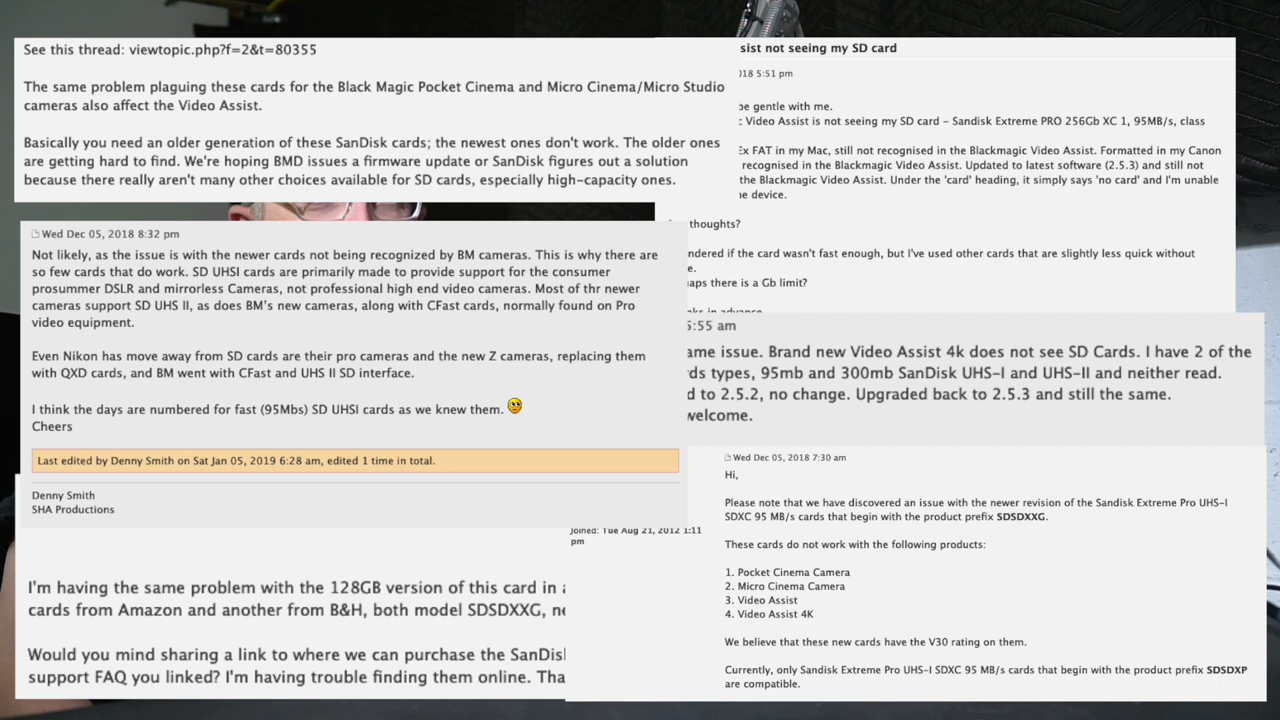 See this thread: viewtopic.php?f=2&t=80355
The same problem plaguing these cards for the Black Magic Pocket Cinema and Micro Cinema/Micro Studio
cameras also affect the Video Assist.
Basically you need an older generation of these SanDisk cards; the newest ones don't work. The older ones
are getting hard to find. We're hoping BMD issues a firmware update or SanDisk figures out a solution
because there really aren't many other choices available for SD cards, especially high-capacity ones.
sist not seeing my SD card
018 5:51 pm
be gentle with me.
Video Assist is not seeing my SD card – Sandisk Extreme PRO 256Gb XC 1, 95MB/s, class
Ex FAT in my Mac, still not recognised in the Blackmagic Video Assist. Formatted in my Canon
recognised in the Blackmagic Video Assist. Updated to latest software (2.5.3) and still not
the Blackmagic Video Assist. Under the 'card' heading, it simply says 'no card' and I'm unable
e device.
thoughts?
ndered if the card wasn't fast enough, but I've used other cards that are slightly less quick without
e.
aps there is a Gb limit?
nks in advance
Wed Dec 05, 2018 8:32 pm
Not likely, as the issue is with the newer cards not being recognized by BM cameras. This is why there are
so few cards that do work. SD UHSI cards are primarily made to provide support for the consumer
prosummer DSLR and mirrorless Cameras, not professional high end video cameras. Most of thr newer
cameras support SD UHS II, as does BM's new cameras, along with CFast cards, normally found on Pro
video equipment.
Even Nikon has move away from SD cards are their pro cameras and the new Z cameras, replacing them
with QXD cards, and BM went with CFast and UHS II SD interface.
I think the days are numbered for fast (95Mbs) SD UHSI cards as we knew them.
Cheers
Last edited by Denny Smith on Sat Jan 05, 2019 6:28 am, edited 1 time in total.
Denny Smith
SHA Productions
5:55 am
ame issue. Brand new Video Assist 4k does not see SD Cards. I have 2 of the
rds types, 95mb and 300mb SanDisk UHS-I and UHS-II and neither read.
d to 2.5.2, no change. Upgraded back to 2.5.3 and still the same.
welcome.
Joined: Tue Aug 21, 2012 1:11
pm
Wed Dec 05, 2018 7:30 am
Hi,
Please note that we have discovered an issue with the newer revision of the Sandisk Extreme Pro UHS-I
SDXC 95 MB/s cards that begin with the product prefix SDSDXXG.
These cards do not work with the following products:
1. Pocket Cinema Camera
2. Micro Cinema Camera
3. Video Assist
4. Video Assist 4K
We believe that these new cards have the V30 rating on them.
Currently, only Sandisk Extreme Pro UHS-I SDXC 95 MB/s cards that begin with the product prefix SDSDXP
are compatible.
I'm having the same problem with the 128GB version of this card in a
cards from Amazon and another from B&H, both model SDSDXXG, ne
Would you mind sharing a link to where we can purchase the SanDis
support FAQ you linked? I'm having trouble finding them online. Tha